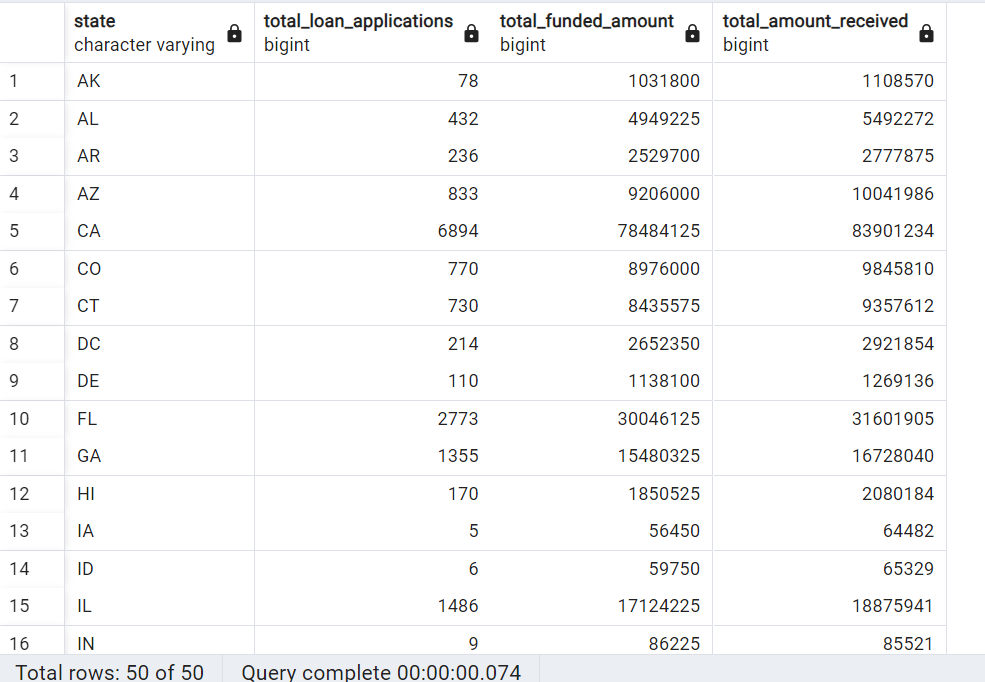 state total_loan_applications total_funded_amount total_amount_received
character varying bigint bigint bigint
1 AK 78 1031800 1108570
2 AL 432 4949225 5492272
3 AR 236 2529700 2777875
4 AZ 833 9206000 10041986
5 CA 6894 78484125 83901234
6 CO 770 8976000 9845810
7 CT 730 8435575 9357612
8 DC 214 2652350 2921854
9 DE 110 1138100 1269136
10 FL 2773 30046125 31601905
11 GA 1355 15480325 16728040
12 HI 170 1850525 2080184
13 IA 5 56450 64482
14 ID 6 59750 65329
15 IL 1486 17124225 18875941
16 IN 9 86225 85521
Total rows: 50 of 50 Query complete 00:00:00.074